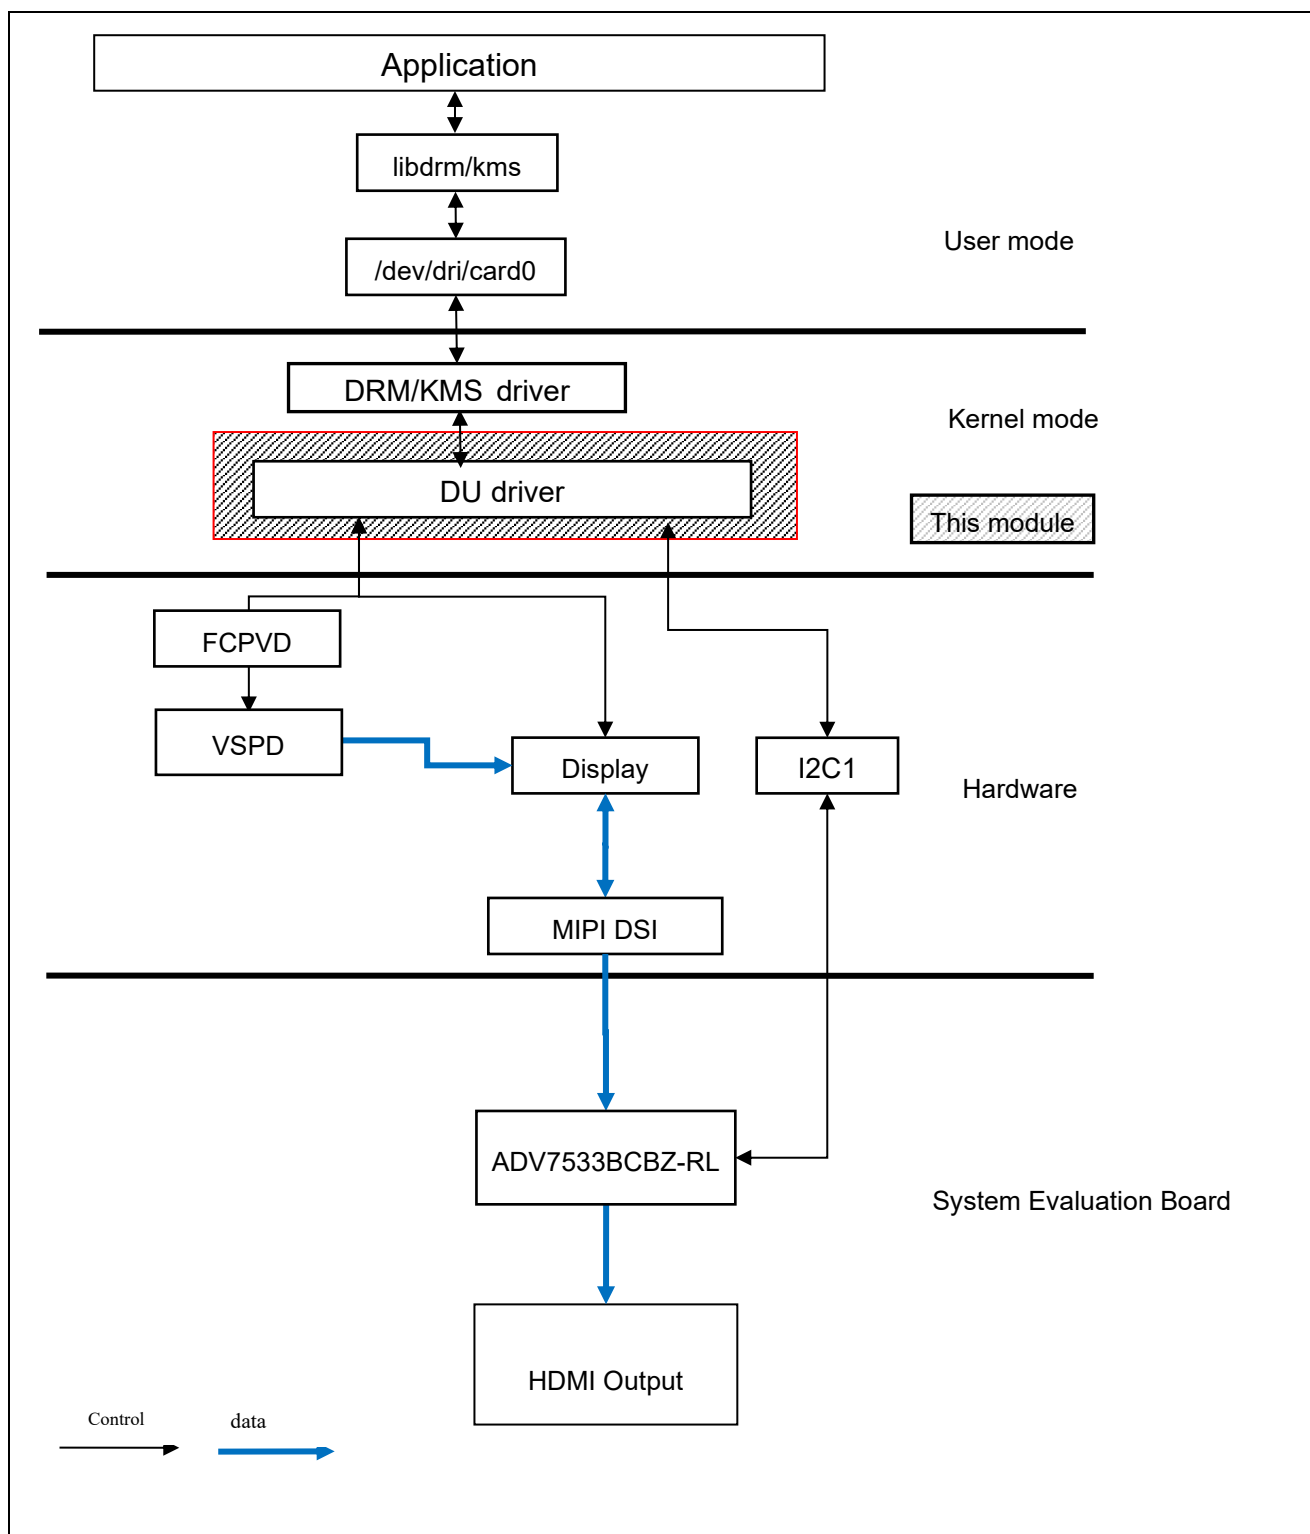 Application
libdrm/kms
/dev/dri/card0
User mode
DRM/KMS driver
Kernel mode
DU driver
This module
FCPVD
VSPD
Display
I2C1
Hardware
MIPI DSI
ADV7533BCBZ-RL
System Evaluation Board
HDMI Output
Control
data